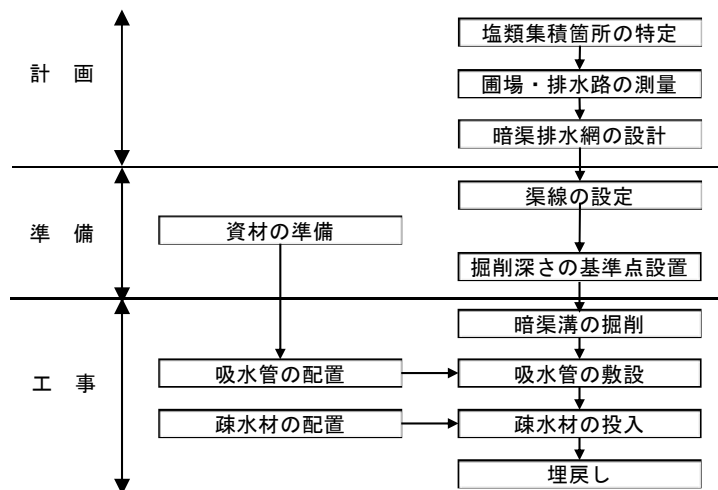 塩類集積箇所の特定
計 画
圃場・排水路の測量
暗渠排水網の設計
渠線の設定
準 備
資材の準備
掘削深さの基準点設置
暗渠溝の掘削
工 事
吸水管の配置
吸水管の敷設
疎水材の配置
疎水材の投入
埋戻し